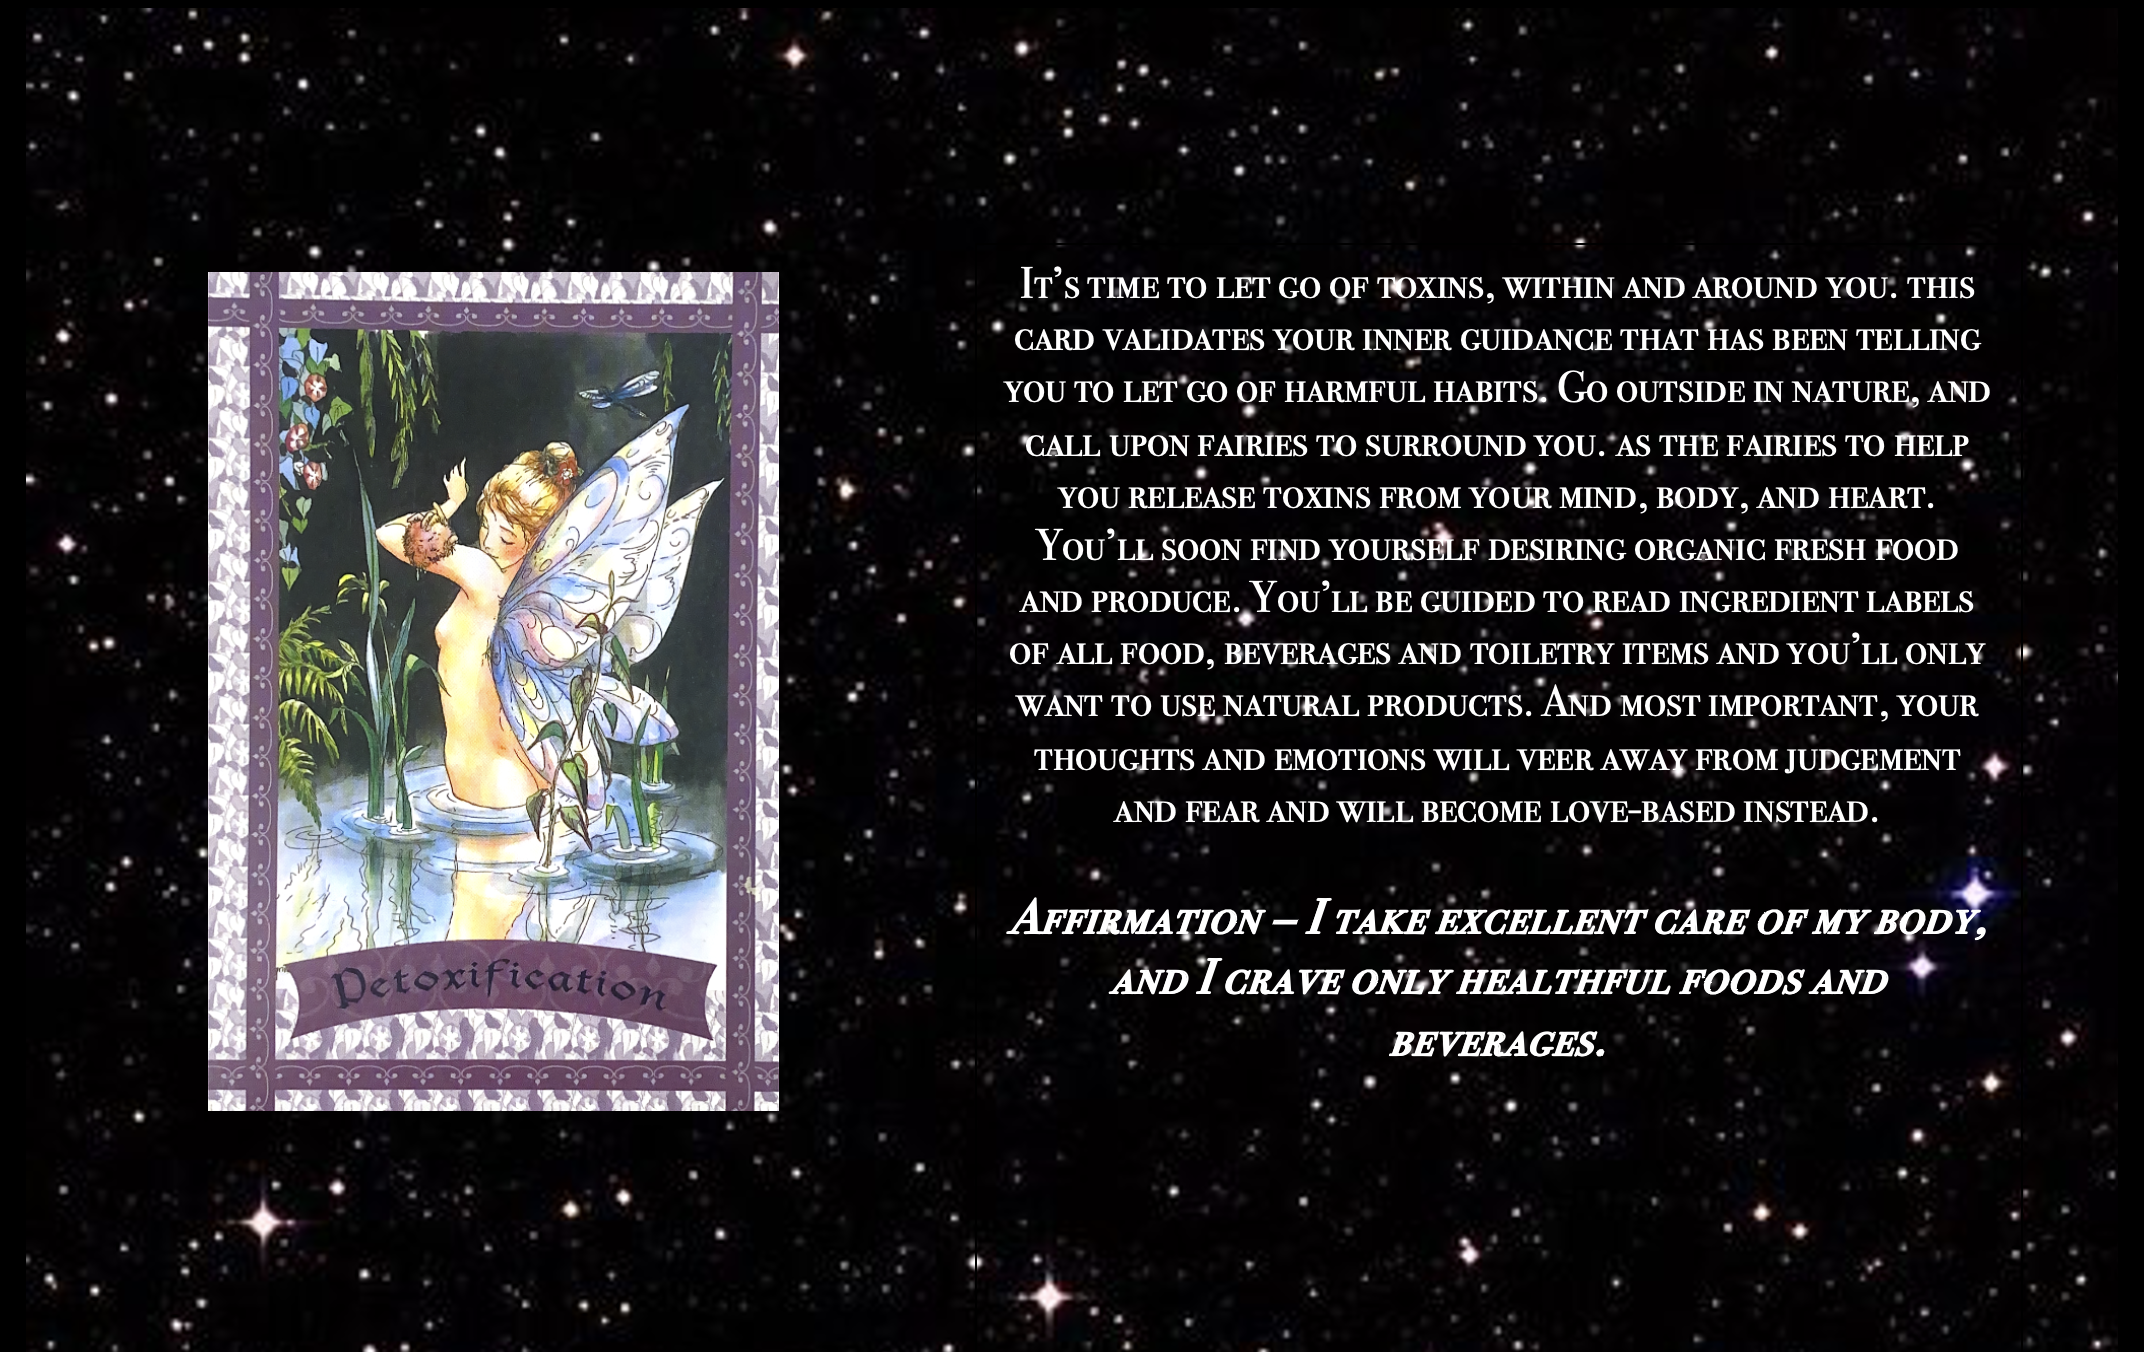 Detoxification
It's time to let go of toxins, within and around you. this
card validates your inner guidance that has been telling
you to let go of harmful habits. Go outside in nature, and
call upon fairies to surround you. as the fairies to help
you release toxins from your mind, body, and heart.
You'll soon find yourself desiring organic fresh food
and produce. You'll be guided to read ingredient labels
of all food, beverages and toiletry items and you'll only
want to use natural products. And most important, your
thoughts and emotions will veer away from judgement
and fear and will become love-based instead.
Affirmation – I take excellent care of my body,
and I crave only healthful foods and
beverages.